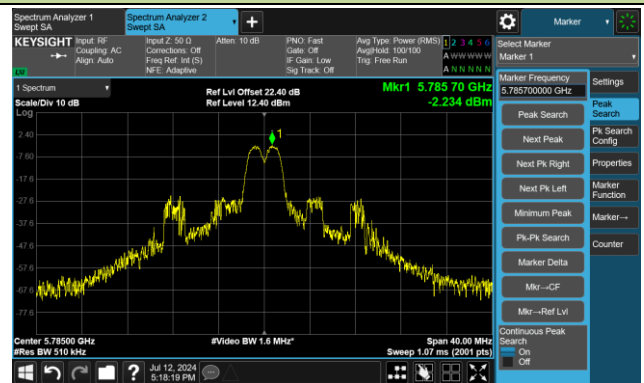 Spectrum Analyzer 1
Swept SA
Spectrum Analyzer 2
Swept SA
+
Marker
KEYSIGHT
Input: RF
Coupling: AC
Align: Auto
Input Z: 50 Ω
Corrections: Off
Freq Ref: Int (S)
NFE: Adaptive
Atten: 10 dB
PNO: Fast
Gate: Off
IF Gain: Low
Sig Track: Off
Avg Type: Power (RMS)
Avg|Hold: 100/100
Trig: Free Run
1 2 3 4 5 6
A W W W W W
A N N N N N
LXI
Select Marker
Marker 1
1 Spectrum
Scale/Div 10 dB
Log
Ref Lvl Offset 22.40 dB
Ref Level 12.40 dBm
Mkr1 5.785 70 GHz
-2.234 dBm
1
2.40
-7.60
-17.6
-27.6
-37.6
-47.6
-57.6
-67.6
-77.6
Center 5.78500 GHz
#Res BW 510 kHz
#Video BW 1.6 MHz*
Span 40.00 MHz
Sweep 1.07 ms (2001 pts)
Marker Frequency
5.785700000 GHz
Peak Search
Next Peak
Next Pk Right
Next Pk Left
Minimum Peak
Pk-Pk Search
Marker Delta
Mkr→CF
Mkr→Ref Lvl
Continuous Peak
Search
On
Off
Settings
Peak
Search
Pk Search
Config
Properties
Marker
Function
Marker→
Counter
?
Jul 12, 2024
5:18:19 PM